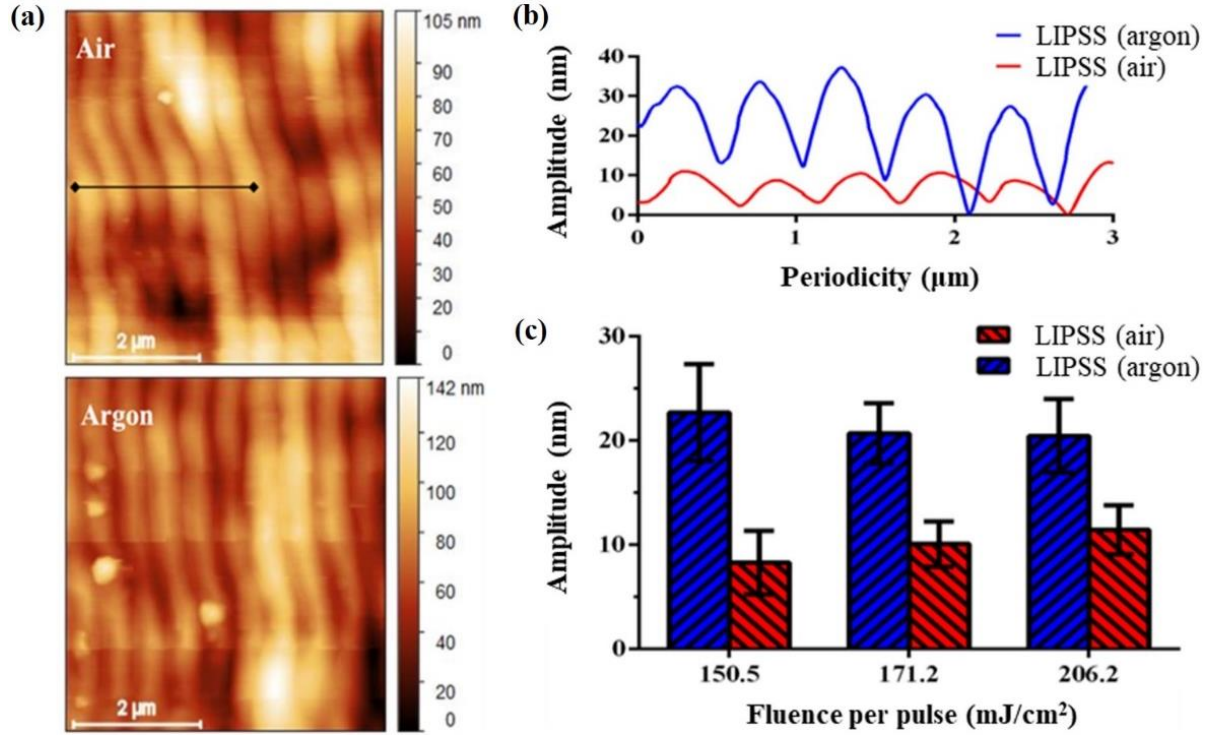 (a)
Air
2 μm
105 nm
90
80
70
60
50
40
30
20
10
0
Argon
2 μm
142 nm
120
100
80
60
40
20
0
(b)
LIPSS (argon)
LIPSS (air)
Amplitude (nm)
40
30
20
10
0
0 1 2 3
Periodicity (μm)
(c)
LIPSS (air)
LIPSS (argon)
Amplitude (nm)
30
20
10
0
150.5 171.2 206.2
Fluence per pulse (mJ/cm²)